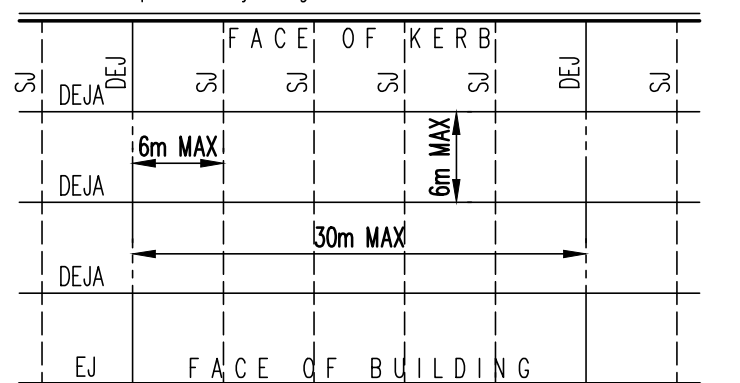 FACE OF KERB
SJ
DEJ
SJ
SJ
SJ
SJ
DEJ
SJ
DEJA
6m MAX
6m MAX
DEJA
30m MAX
DEJA
EJ
FACE OF BUILDING